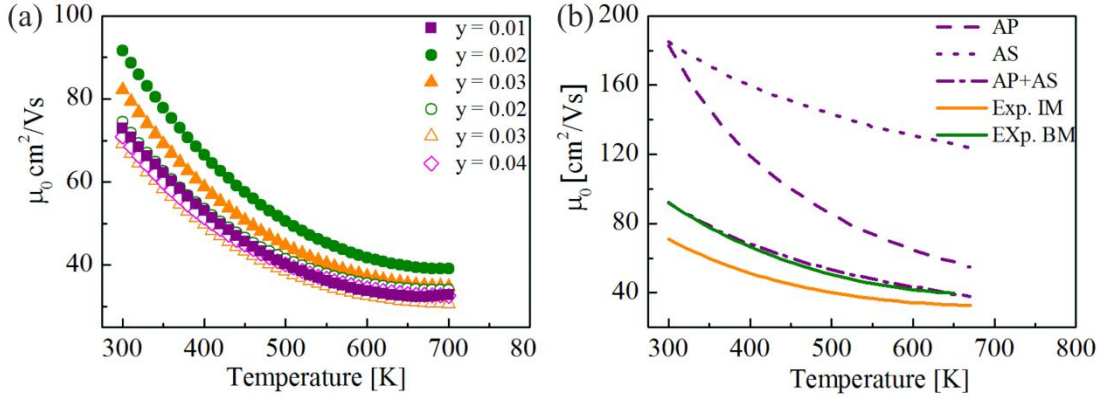 (a)
100
80
60
40
μ₀ cm²/Vs
300 400 500 600 700 80
Temperature [K]
y = 0.01
y = 0.02
y = 0.03
y = 0.02
y = 0.03
y = 0.04
(b)
200
160
120
80
40
μ₀ [cm²/Vs]
300 400 500 600 700 800
Temperature [K]
AP
AS
AP+AS
Exp. IM
EXp. BM